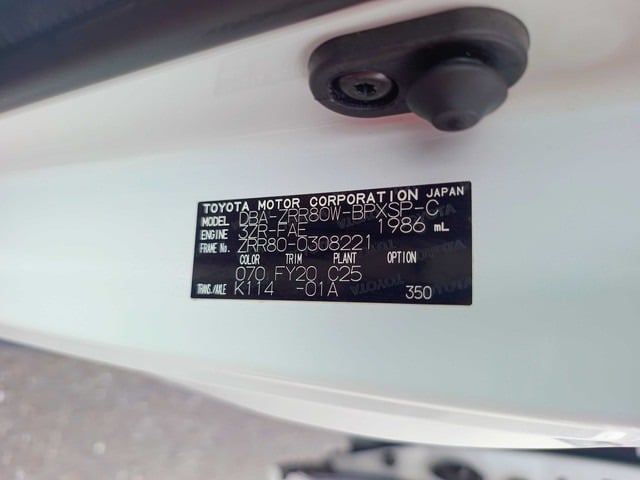 TOYOTA MOTOR CORPORATION JAPAN
MODEL DBA-ZRR80W-BPXSP-C
ENGINE 3ZR-FAE 1986 mL
FRAME No. ZRR80-0308221
COLOR TRIM PLANT OPTION
070 FY20 C25
TRANS./AXLE K114 -01A 350